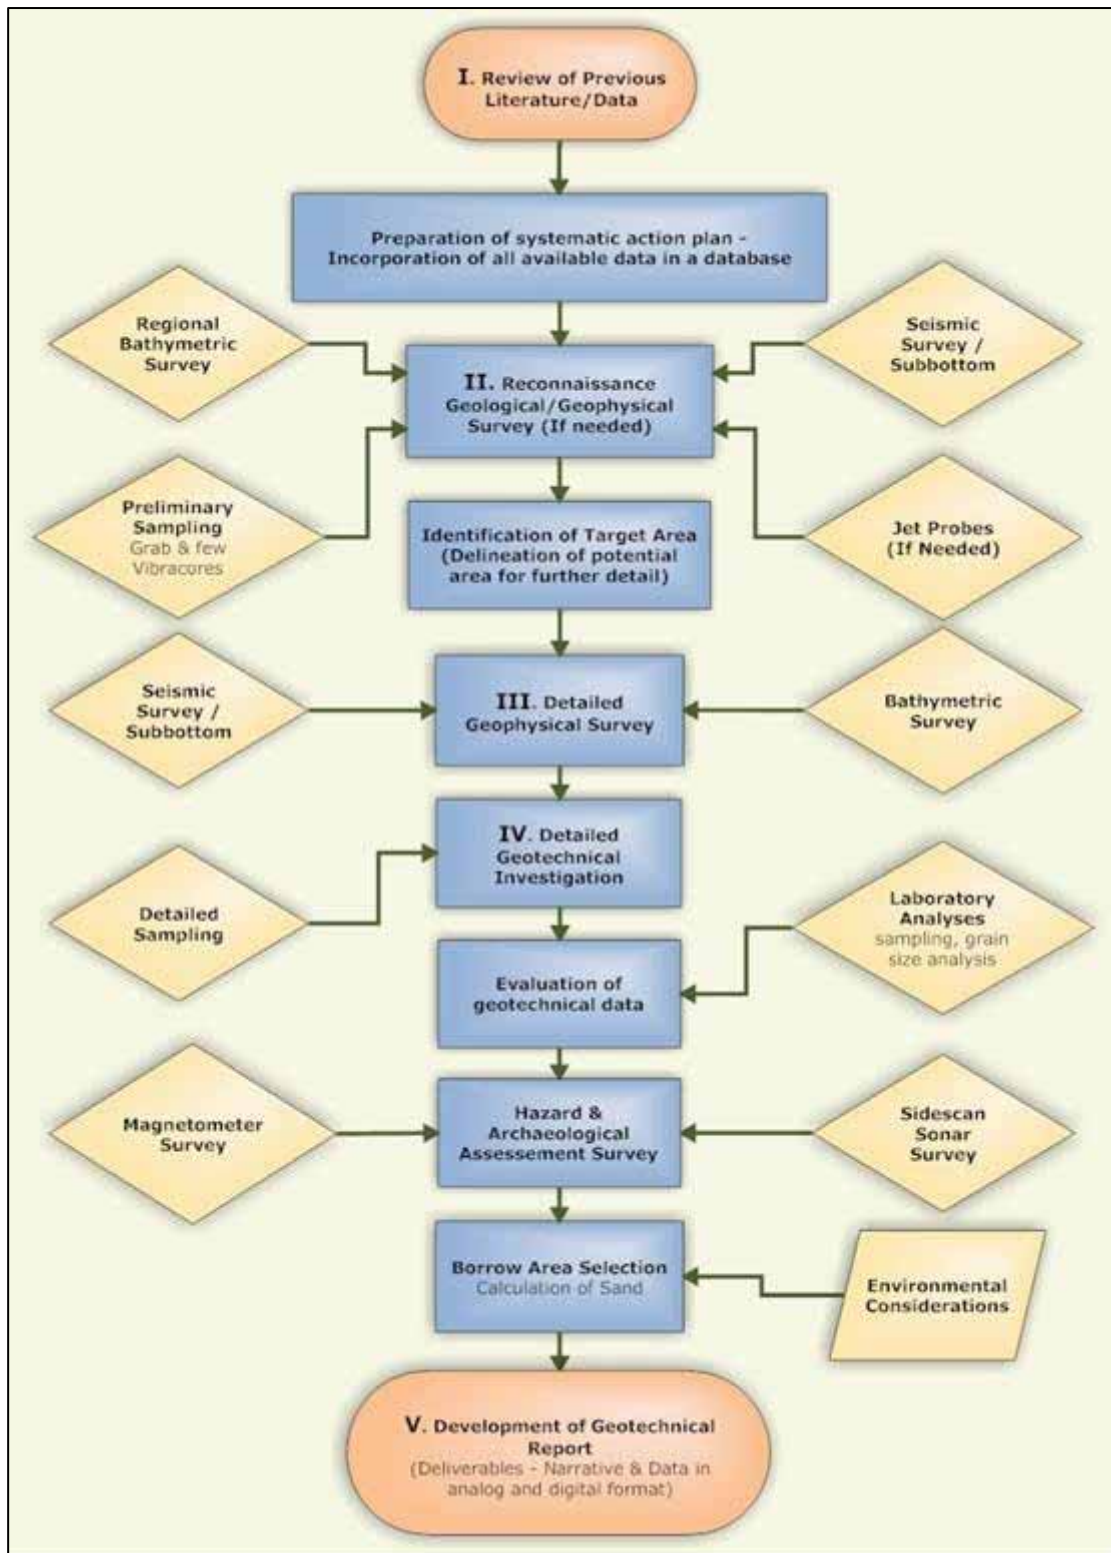 I. Review of Previous
Literature/Data
Preparation of systematic action plan -
Incorporation of all available data in a database
Regional
Bathymetric
Survey
Seismic
Survey /
Subbottom
II. Reconnaissance
Geological/Geophysical
Survey (If needed)
Preliminary
Sampling
Grab & few
Vibracores
Jet Probes
(If Needed)
Identification of Target Area
(Delineation of potential
area for further detail)
Seismic
Survey /
Subbottom
III. Detailed
Geophysical Survey
Bathymetric
Survey
IV. Detailed
Geotechnical
Investigation
Detailed
Sampling
Laboratory
Analyses
sampling, grain
size analysis
Evaluation of
geotechnical data
Magnetometer
Survey
Hazard &
Archaeological
Assessement Survey
Sidescan
Sonar
Survey
Borrow Area Selection
Calculation of Sand
Environmental
Considerations
V. Development of Geotechnical
Report
(Deliverables - Narrative & Data in
analog and digital format)